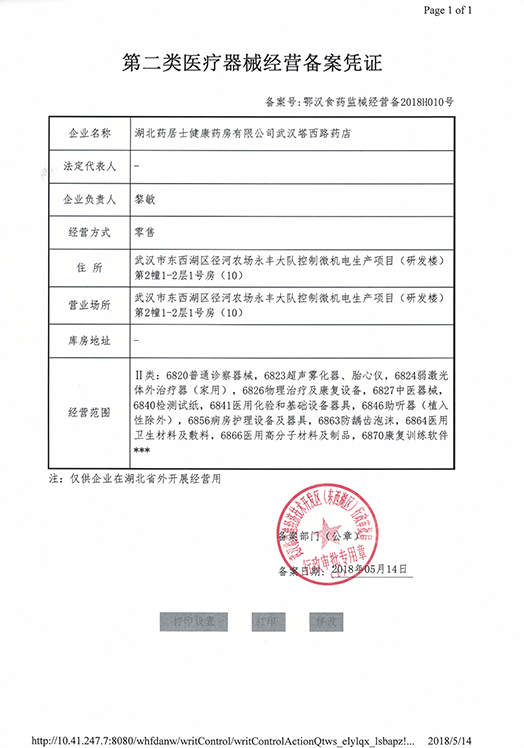 Page 1 of 1
第二类医疗器械经营备案凭证
备案号:鄂汉食药监械经营备2018H010号
企业名称 湖北药居士健康药房有限公司武汉塔西路药店
法定代表人 -
企业负责人 黎敏
经营方式 零售
住 所 武汉市东西湖区径河农场永丰大队控制微机电生产项目（研发楼）
第2幢1-2层1号房（10）
营业场所 武汉市东西湖区径河农场永丰大队控制微机电生产项目（研发楼）
第2幢1-2层1号房（10）
库房地址 -
经营范围 Ⅱ类：6820普通诊察器械，6823超声雾化器、胎心仪，6824弱激光
体外治疗器（家用），6826物理治疗及康复设备，6827中医器械，
6840检测试纸，6841医用化验和基础设备器具，6846助听器（植入
性除外），6856病房护理设备及器具，6863防龋齿泡沫，6864医用
卫生材料及敷料，6866医用高分子材料及制品，6870康复训练软件
***
注：仅供企业在湖北省外开展经营用
备案部门（公章）
行政审批专用章
备案日期:2018年05月14日
打印设置 打印 修改
http://10.41.247.7:8080/whfdanw/writControl/writControlActionQtws_elylqx_lsbapz!... 2018/5/14